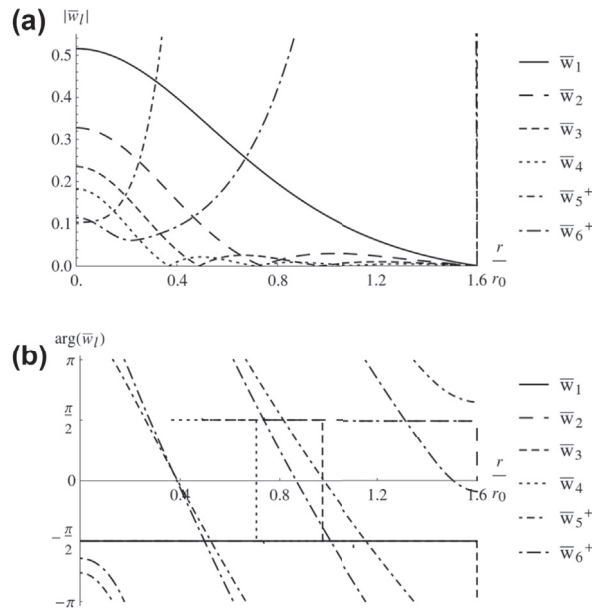 (a)
|w̅_l|
0.5
0.4
0.3
0.2
0.1
0.0
0. 0.4 0.8 1.2 1.6
r/r₀
w̅₁
w̅₂
w̅₃
w̅₄
w̅₅⁺
w̅₆⁺
(b)
arg(w̅_l)
π
π/2
0
-π/2
-π
0.4 0.8 1.2 1.6
r/r₀
w̅₁
w̅₂
w̅₃
w̅₄
w̅₅⁺
w̅₆⁺